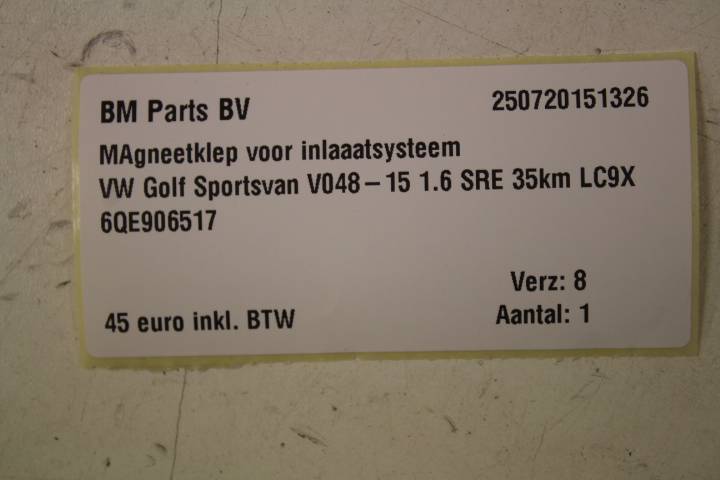 BM Parts BV 250720151326
MAgneetklep voor inlaaatsysteem
VW Golf Sportsvan V048-15 1.6 SRE 35km LC9X
6QE906517
Verz: 8
45 euro inkl. BTW Aantal: 1